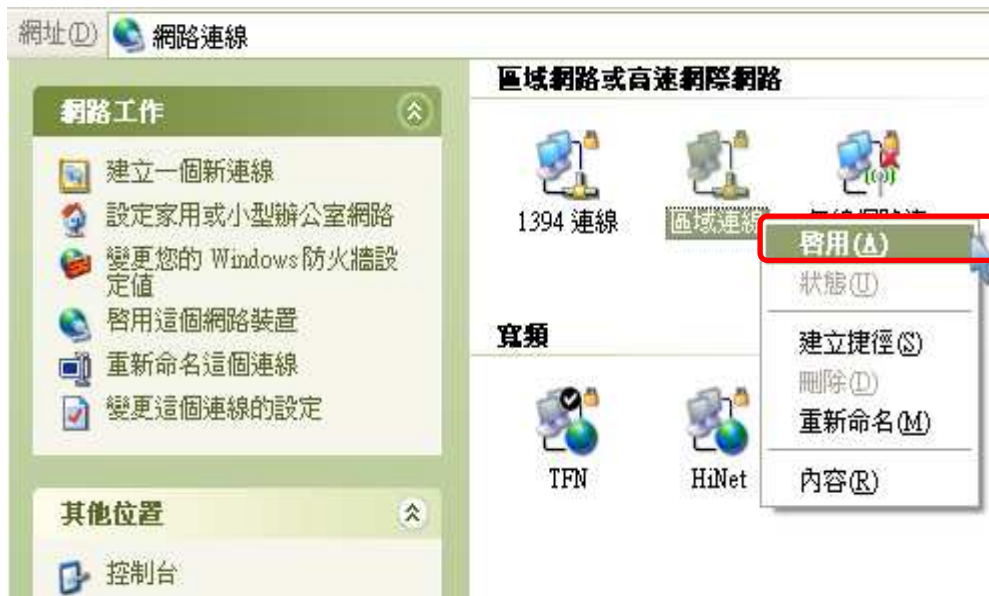 網址(D) 網路連線
網路工作
建立一個新連線
設定家用或小型辦公室網路
變更您的 Windows 防火牆設
定值
啓用這個網路裝置
重新命名這個連線
變更這個連線的設定
其他位置
控制台
區域網路或高速網際網路
1394 連線
區域連線
啓用(A)
狀態(U)
建立捷徑(S)
刪除(D)
重新命名(M)
內容(R)
寬頻
TFN
HiNet